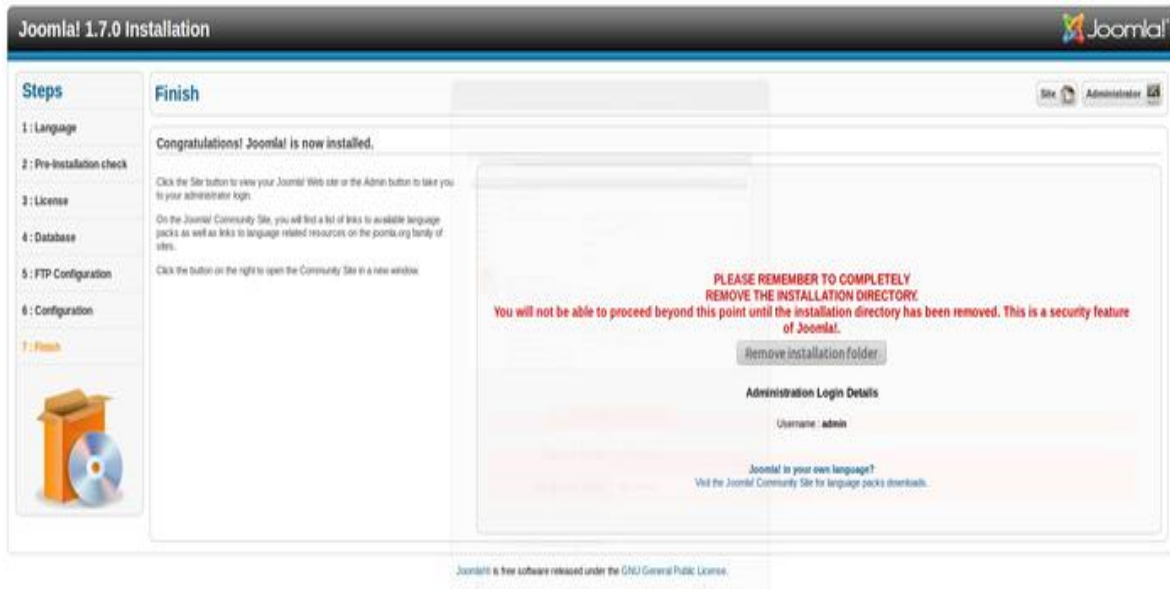 Joomla! 1.7.0 Installation
Joomla!
Steps
1 : Language
2 : Pre-Installation check
3 : License
4 : Database
5 : FTP Configuration
6 : Configuration
7 : Finish
Finish
Site
Administrator
Congratulations! Joomla! is now installed.
Click the Site button to view your Joomla! Web site or the Admin button to take you
to your administrator login.
On the Joomla! Community Site, you will find a list of links to available language
packs as well as links to language related resources on the joomla.org family of
sites.
Click the button on the right to open the Community Site in a new window.
PLEASE REMEMBER TO COMPLETELY
REMOVE THE INSTALLATION DIRECTORY.
You will not be able to proceed beyond this point until the installation directory has been removed. This is a security feature
of Joomla!.
Remove installation folder
Administration Login Details
Username : admin
Joomla! in your own language?
Visit the Joomla! Community Site for language packs downloads.
Joomla!® is free software released under the GNU General Public License.